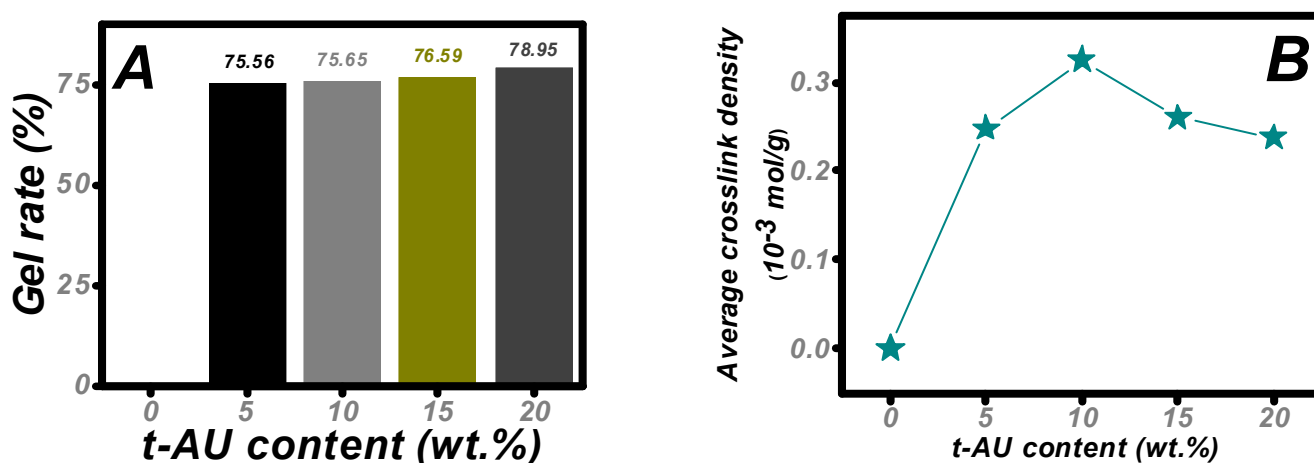 A
75.56
75.65
76.59
78.95
Gel rate (%)
75
50
25
0
0 5 10 15 20
t-AU content (wt.%)
B
Average crosslink density
(10-3 mol/g)
0.3
0.2
0.1
0.0
0 5 10 15 20
t-AU content (wt.%)